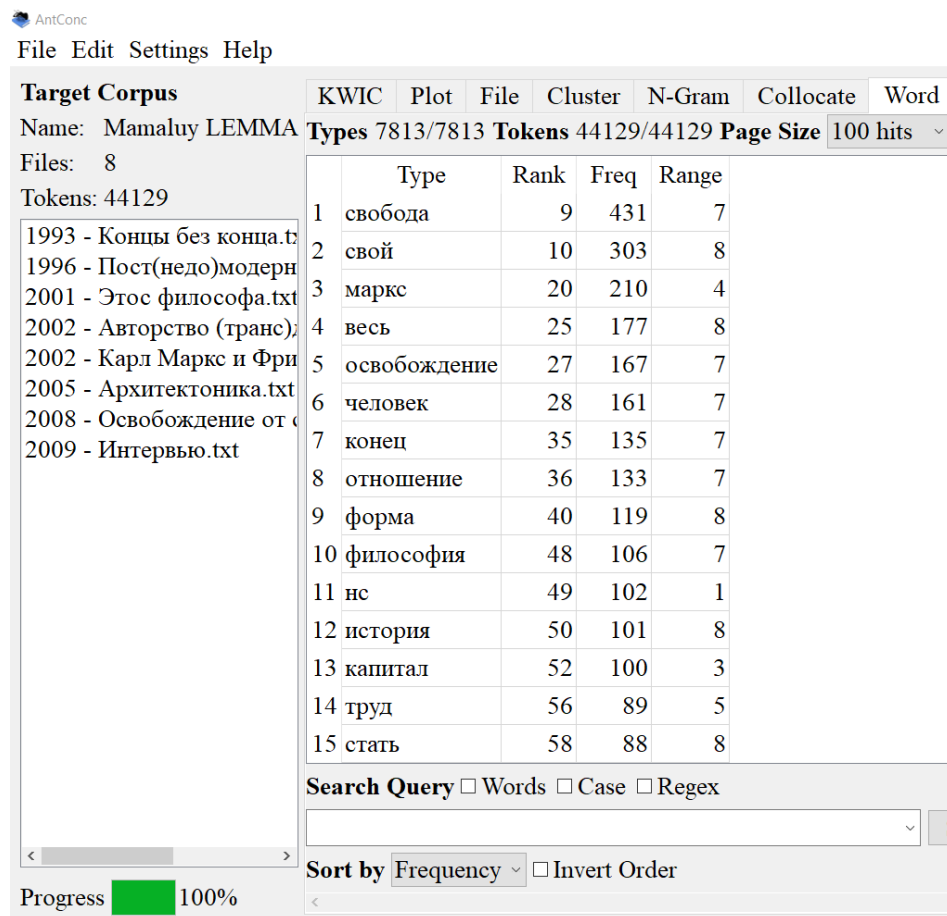 AntConc
File Edit Settings Help
Target Corpus
Name: Mamaluy LEMMA
Files: 8
Tokens: 44129
1993 - Концы без конца.tx
1996 - Пост(недо)модерн
2001 - Этос философа.txt
2002 - Авторство (транс)д
2002 - Карл Маркс и Фри
2005 - Архитектоника.txt
2008 - Освобождение от с
2009 - Интервью.txt
Progress 100%
KWIC Plot File Cluster N-Gram Collocate Word
Types 7813/7813 Tokens 44129/44129 Page Size 100 hits
Type Rank Freq Range
1 свобода 9 431 7
2 свой 10 303 8
3 маркс 20 210 4
4 весь 25 177 8
5 освобождение 27 167 7
6 человек 28 161 7
7 конец 35 135 7
8 отношение 36 133 7
9 форма 40 119 8
10 философия 48 106 7
11 нс 49 102 1
12 история 50 101 8
13 капитал 52 100 3
14 труд 56 89 5
15 стать 58 88 8
Search Query Words Case Regex
Sort by Frequency Invert Order